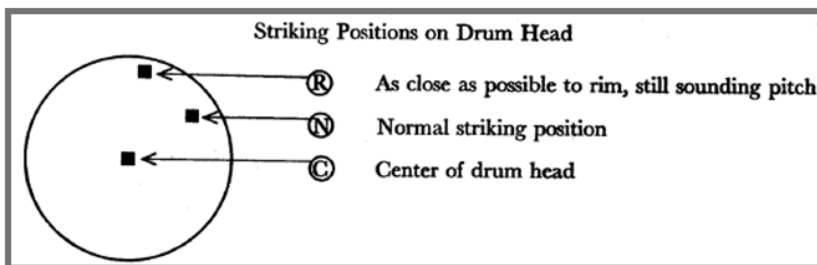 Striking Positions on Drum Head
Ⓡ As close as possible to rim, still sounding pitch
Ⓝ Normal striking position
Ⓒ Center of drum head